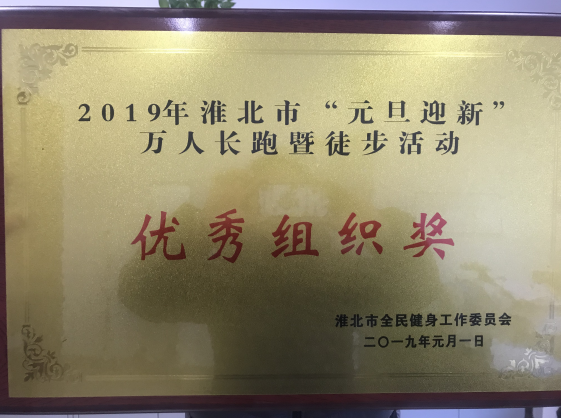 2019年淮北市“元旦迎新”
万人长跑暨徒步活动
优秀组织奖
淮北市全民健身工作委员会
二〇一九年元月一日